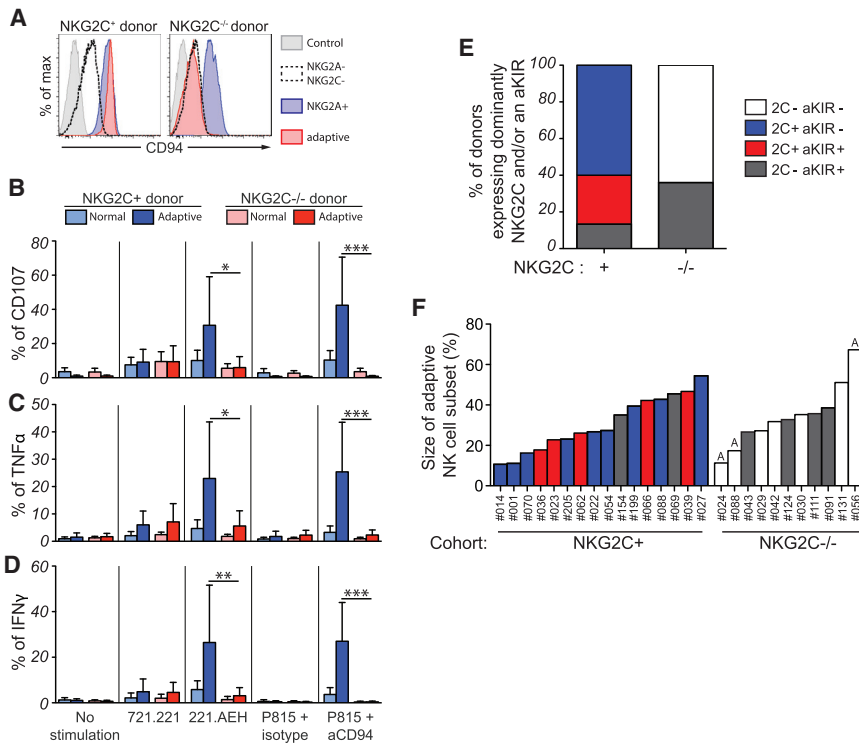 A
NKG2C+ donor
NKG2C-/- donor
% of max
CD94
Control
NKG2A-
NKG2C-
NKG2A+
adaptive
B
NKG2C+ donor
NKG2C-/- donor
Normal
Adaptive
Normal
Adaptive
% of CD107
80
60
40
20
0
*
***
C
% of TNFα
50
40
30
20
10
0
*
***
D
% of IFNγ
60
40
20
0
**
***
No stimulation
721.221
221.AEH
P815 + isotype
P815 + aCD94
E
% of donors
expressing dominantly
NKG2C and/or an aKIR
100
80
60
40
20
0
NKG2C :
+
-/-
2C- aKIR -
2C+ aKIR -
2C+ aKIR+
2C- aKIR+
F
Size of adaptive
NK cell subset (%)
80
60
40
20
0
A
A
A
#014
#001
#070
#036
#023
#205
#062
#022
#054
#154
#199
#066
#088
#069
#039
#027
#024
#088
#043
#029
#042
#124
#030
#111
#091
#131
#056
Cohort:
NKG2C+
NKG2C-/-